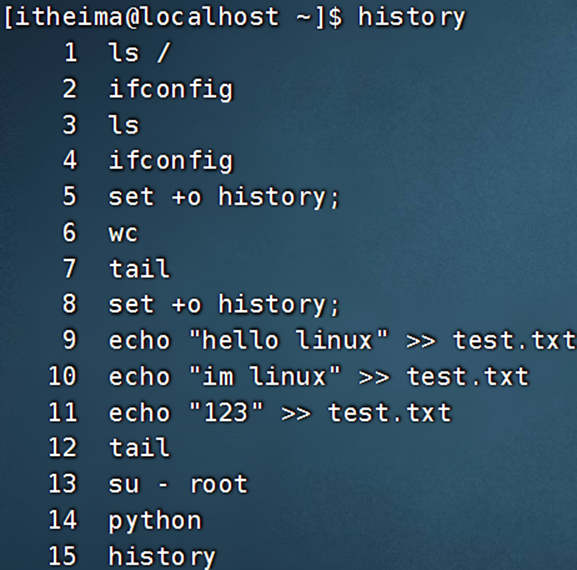 [itheima@localhost ~]$ history
1 ls /
2 ifconfig
3 ls
4 ifconfig
5 set +o history;
6 wc
7 tail
8 set +o history;
9 echo "hello linux" >> test.txt
10 echo "im linux" >> test.txt
11 echo "123" >> test.txt
12 tail
13 su - root
14 python
15 history